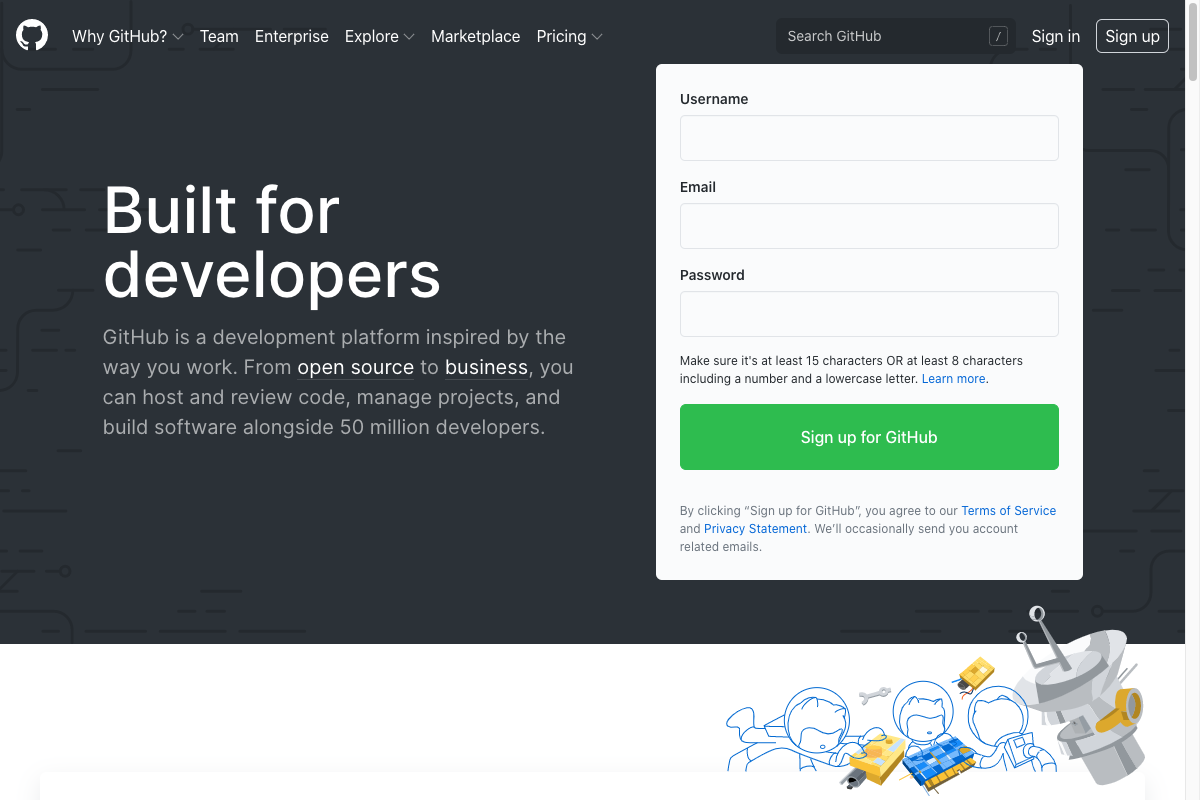 Why GitHub? Team Enterprise Explore Marketplace Pricing Search GitHub / Sign in Sign up
Built for
developers
GitHub is a development platform inspired by the
way you work. From open source to business, you
can host and review code, manage projects, and
build software alongside 50 million developers.
Username
Email
Password
Make sure it's at least 15 characters OR at least 8 characters
including a number and a lowercase letter. Learn more.
Sign up for GitHub
By clicking “Sign up for GitHub”, you agree to our Terms of Service
and Privacy Statement. We’ll occasionally send you account
related emails.